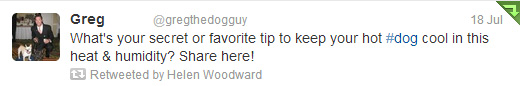 Greg @gregthedogguy 18 Jul
What's your secret or favorite tip to keep your hot #dog cool in this
heat & humidity? Share here!
Retweeted by Helen Woodward